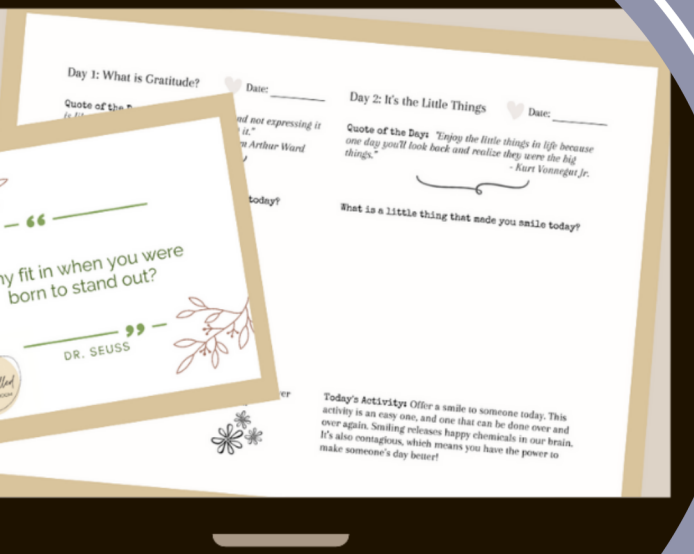 Day 1: What is Gratitude?
Date:
Quote of the
nd not expressing it
it."
Arthur Ward
today?
er
Day 2: It's the Little Things
Date:
Quote of the Day: "Enjoy the little things in life because
one day you'll look back and realize they were the big
things."
- Kurt Vonnegut Jr.
What is a little thing that made you smile today?
Today's Activity: Offer a smile to someone today. This
activity is an easy one, and one that can be done over and
over again. Smiling releases happy chemicals in our brain.
It's also contagious, which means you have the power to
make someone's day better!
“
y fit in when you were
born to stand out?
”
DR. SEUSS